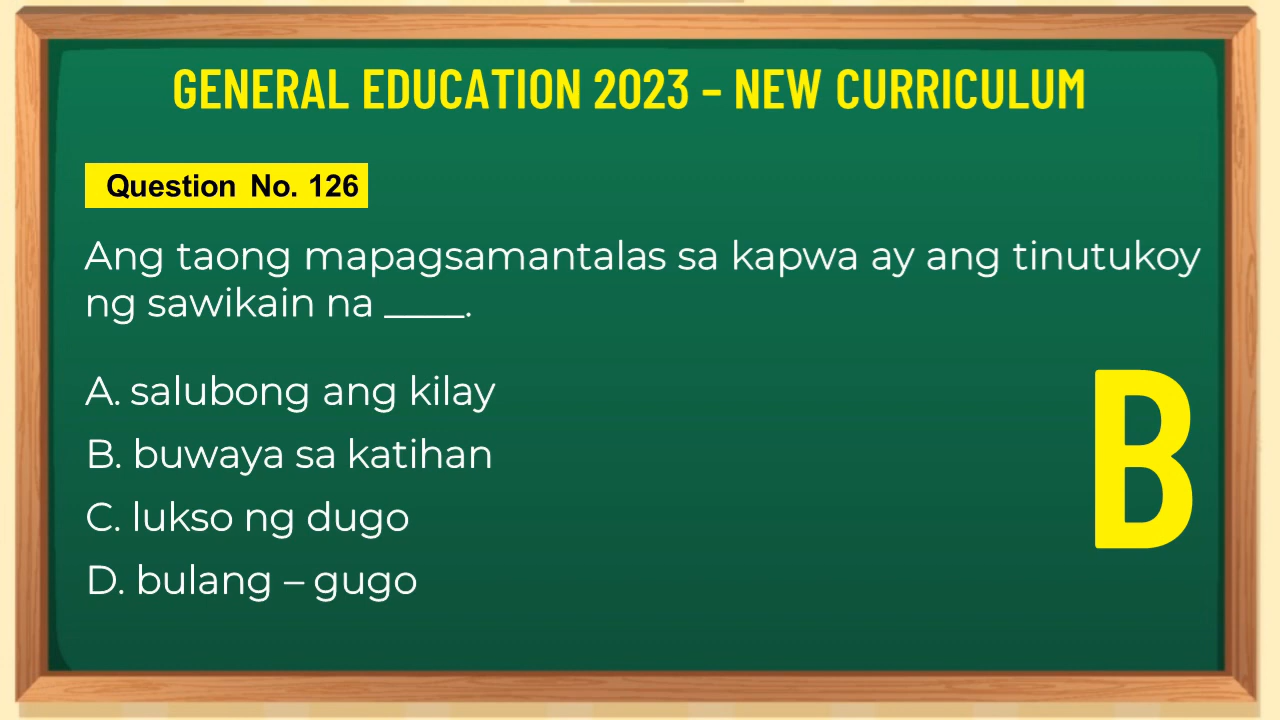 GENERAL EDUCATION 2023 – NEW CURRICULUM
Question No. 126
Ang taong mapagsamantalas sa kapwa ay ang tinutukoy
ng sawikain na ____.
A. salubong ang kilay
B. buwaya sa katihan
C. lukso ng dugo
D. bulang – gugo
B